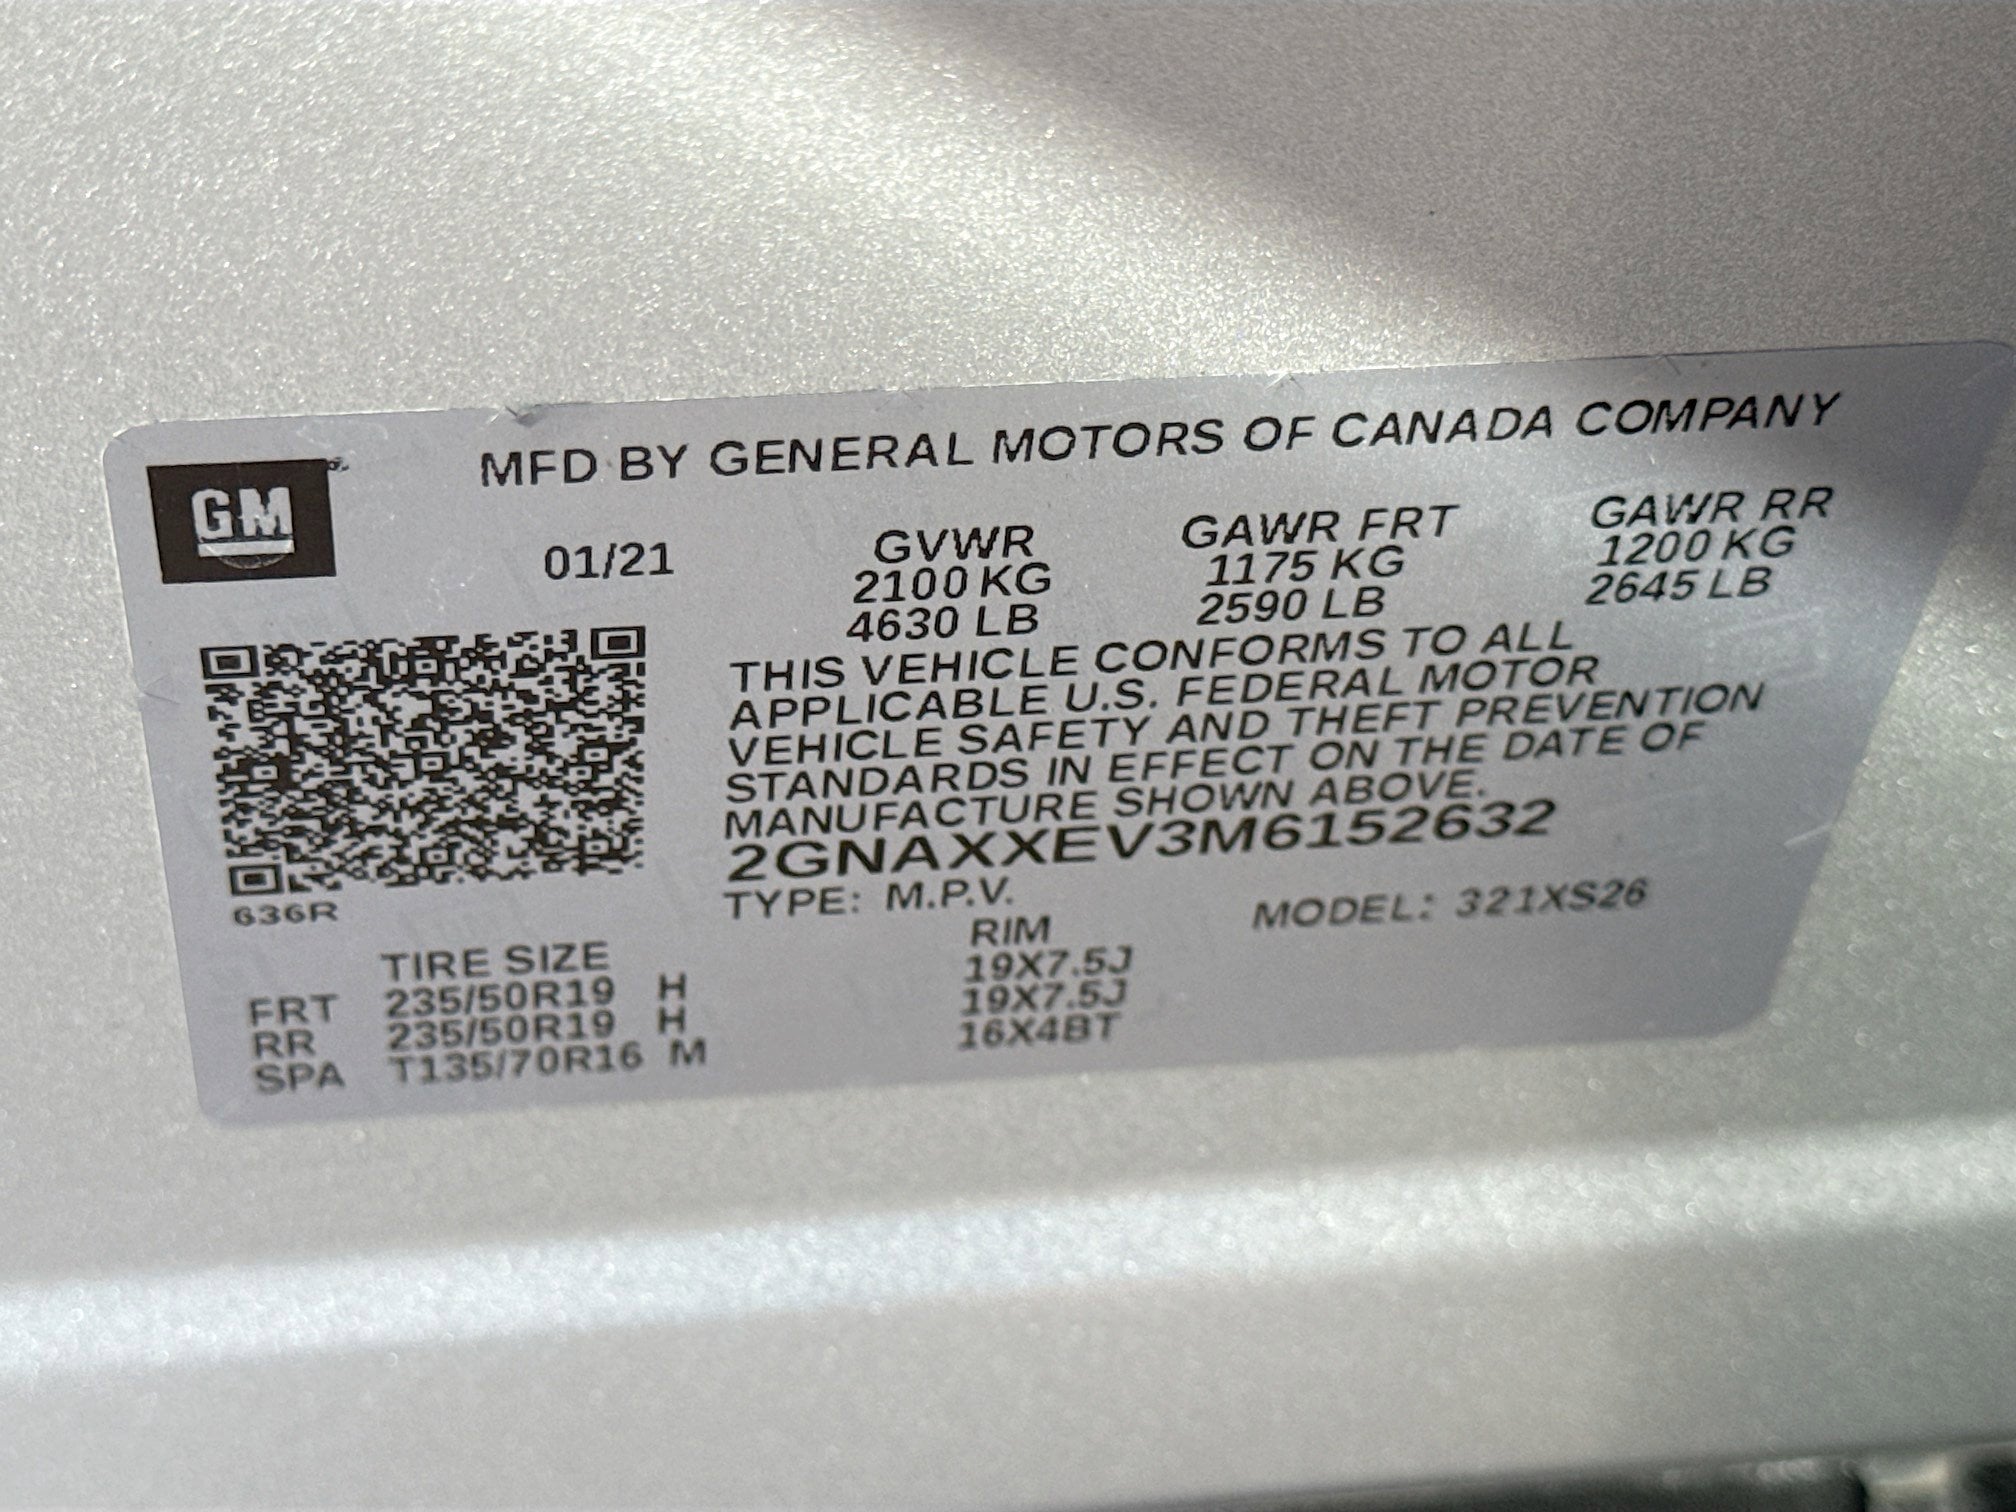 GM
MFD BY GENERAL MOTORS OF CANADA COMPANY
01/21
GVWR
2100 KG
4630 LB
GAWR FRT
1175 KG
2590 LB
GAWR RR
1200 KG
2645 LB
THIS VEHICLE CONFORMS TO ALL
APPLICABLE U.S. FEDERAL MOTOR
VEHICLE SAFETY AND THEFT PREVENTION
STANDARDS IN EFFECT ON THE DATE OF
MANUFACTURE SHOWN ABOVE.
2GNAXXEV3M6152632
TYPE: M.P.V.
MODEL: 321XS26
636R
TIRE SIZE RIM
FRT 235/50R19 H 19X7.5J
RR 235/50R19 H 19X7.5J
SPA T135/70R16 M 16X4BT